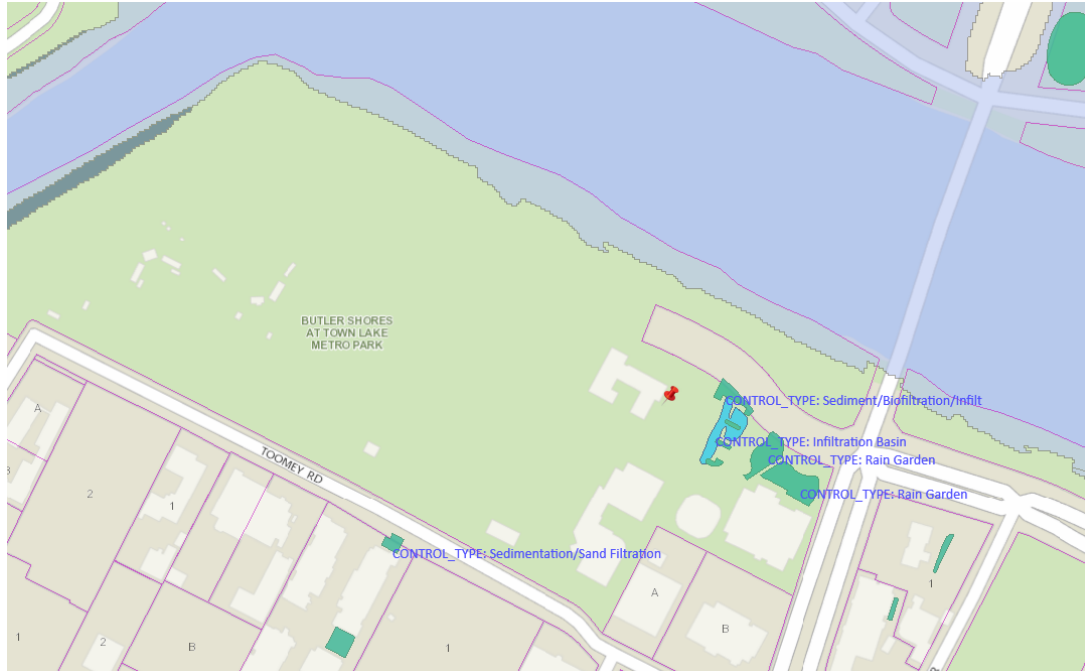 BUTLER SHORES
AT TOWN LAKE
METRO PARK
CONTROL_TYPE: Sediment/Biofiltration/Infilt
A
CONTROL_TYPE: Infiltration Basin
TOOMEY RD
CONTROL_TYPE: Rain Garden
2
1
CONTROL_TYPE: Rain Garden
CONTROL_TYPE: Sedimentation/Sand Filtration
1
A
B
1
2
B
1